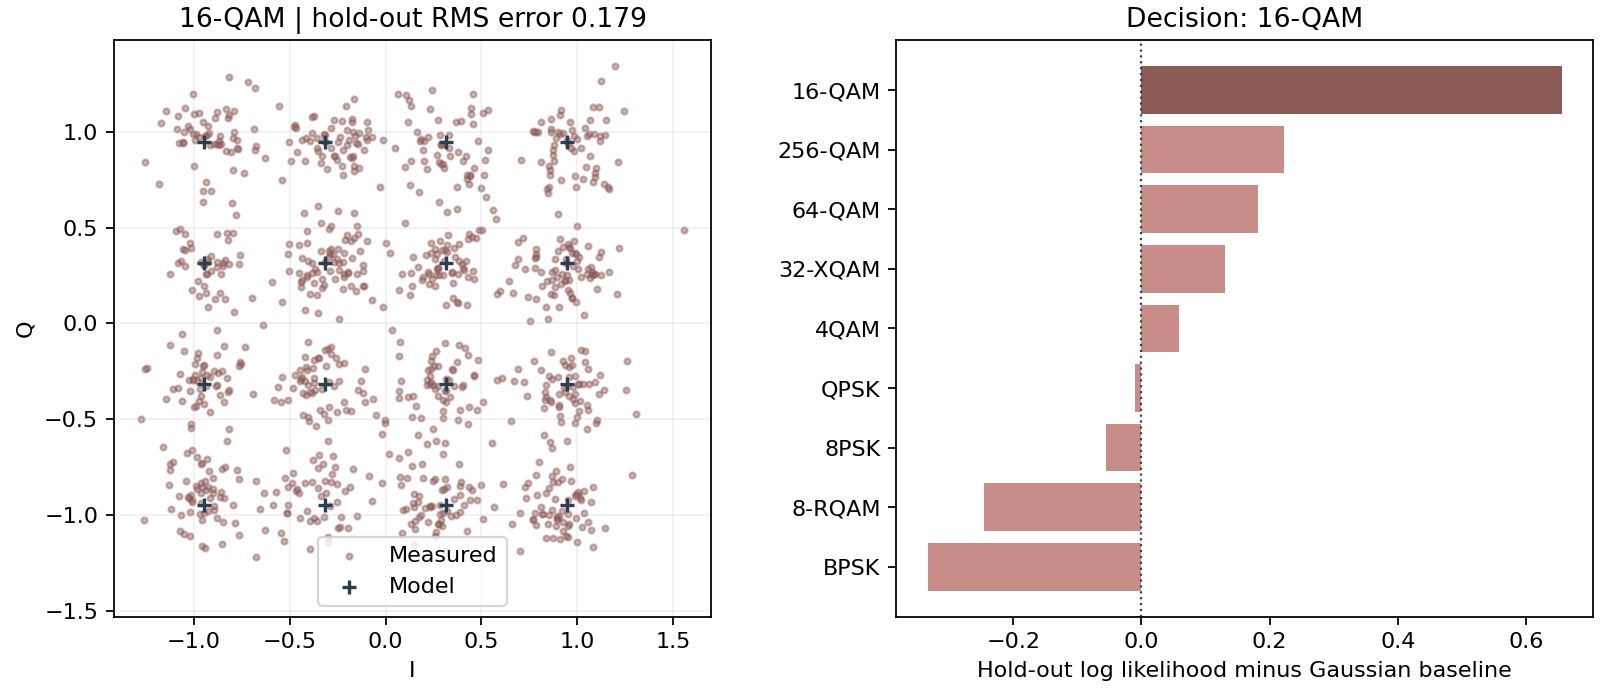 16-QAM | hold-out RMS error 0.179
Q
1.0
0.5
0.0
−0.5
−1.0
−1.5
−1.0
−0.5
0.0
0.5
1.0
1.5
I
Measured
Model
Decision: 16-QAM
16-QAM
256-QAM
64-QAM
32-XQAM
4QAM
QPSK
8PSK
8-RQAM
BPSK
−0.2
0.0
0.2
0.4
0.6
Hold-out log likelihood minus Gaussian baseline